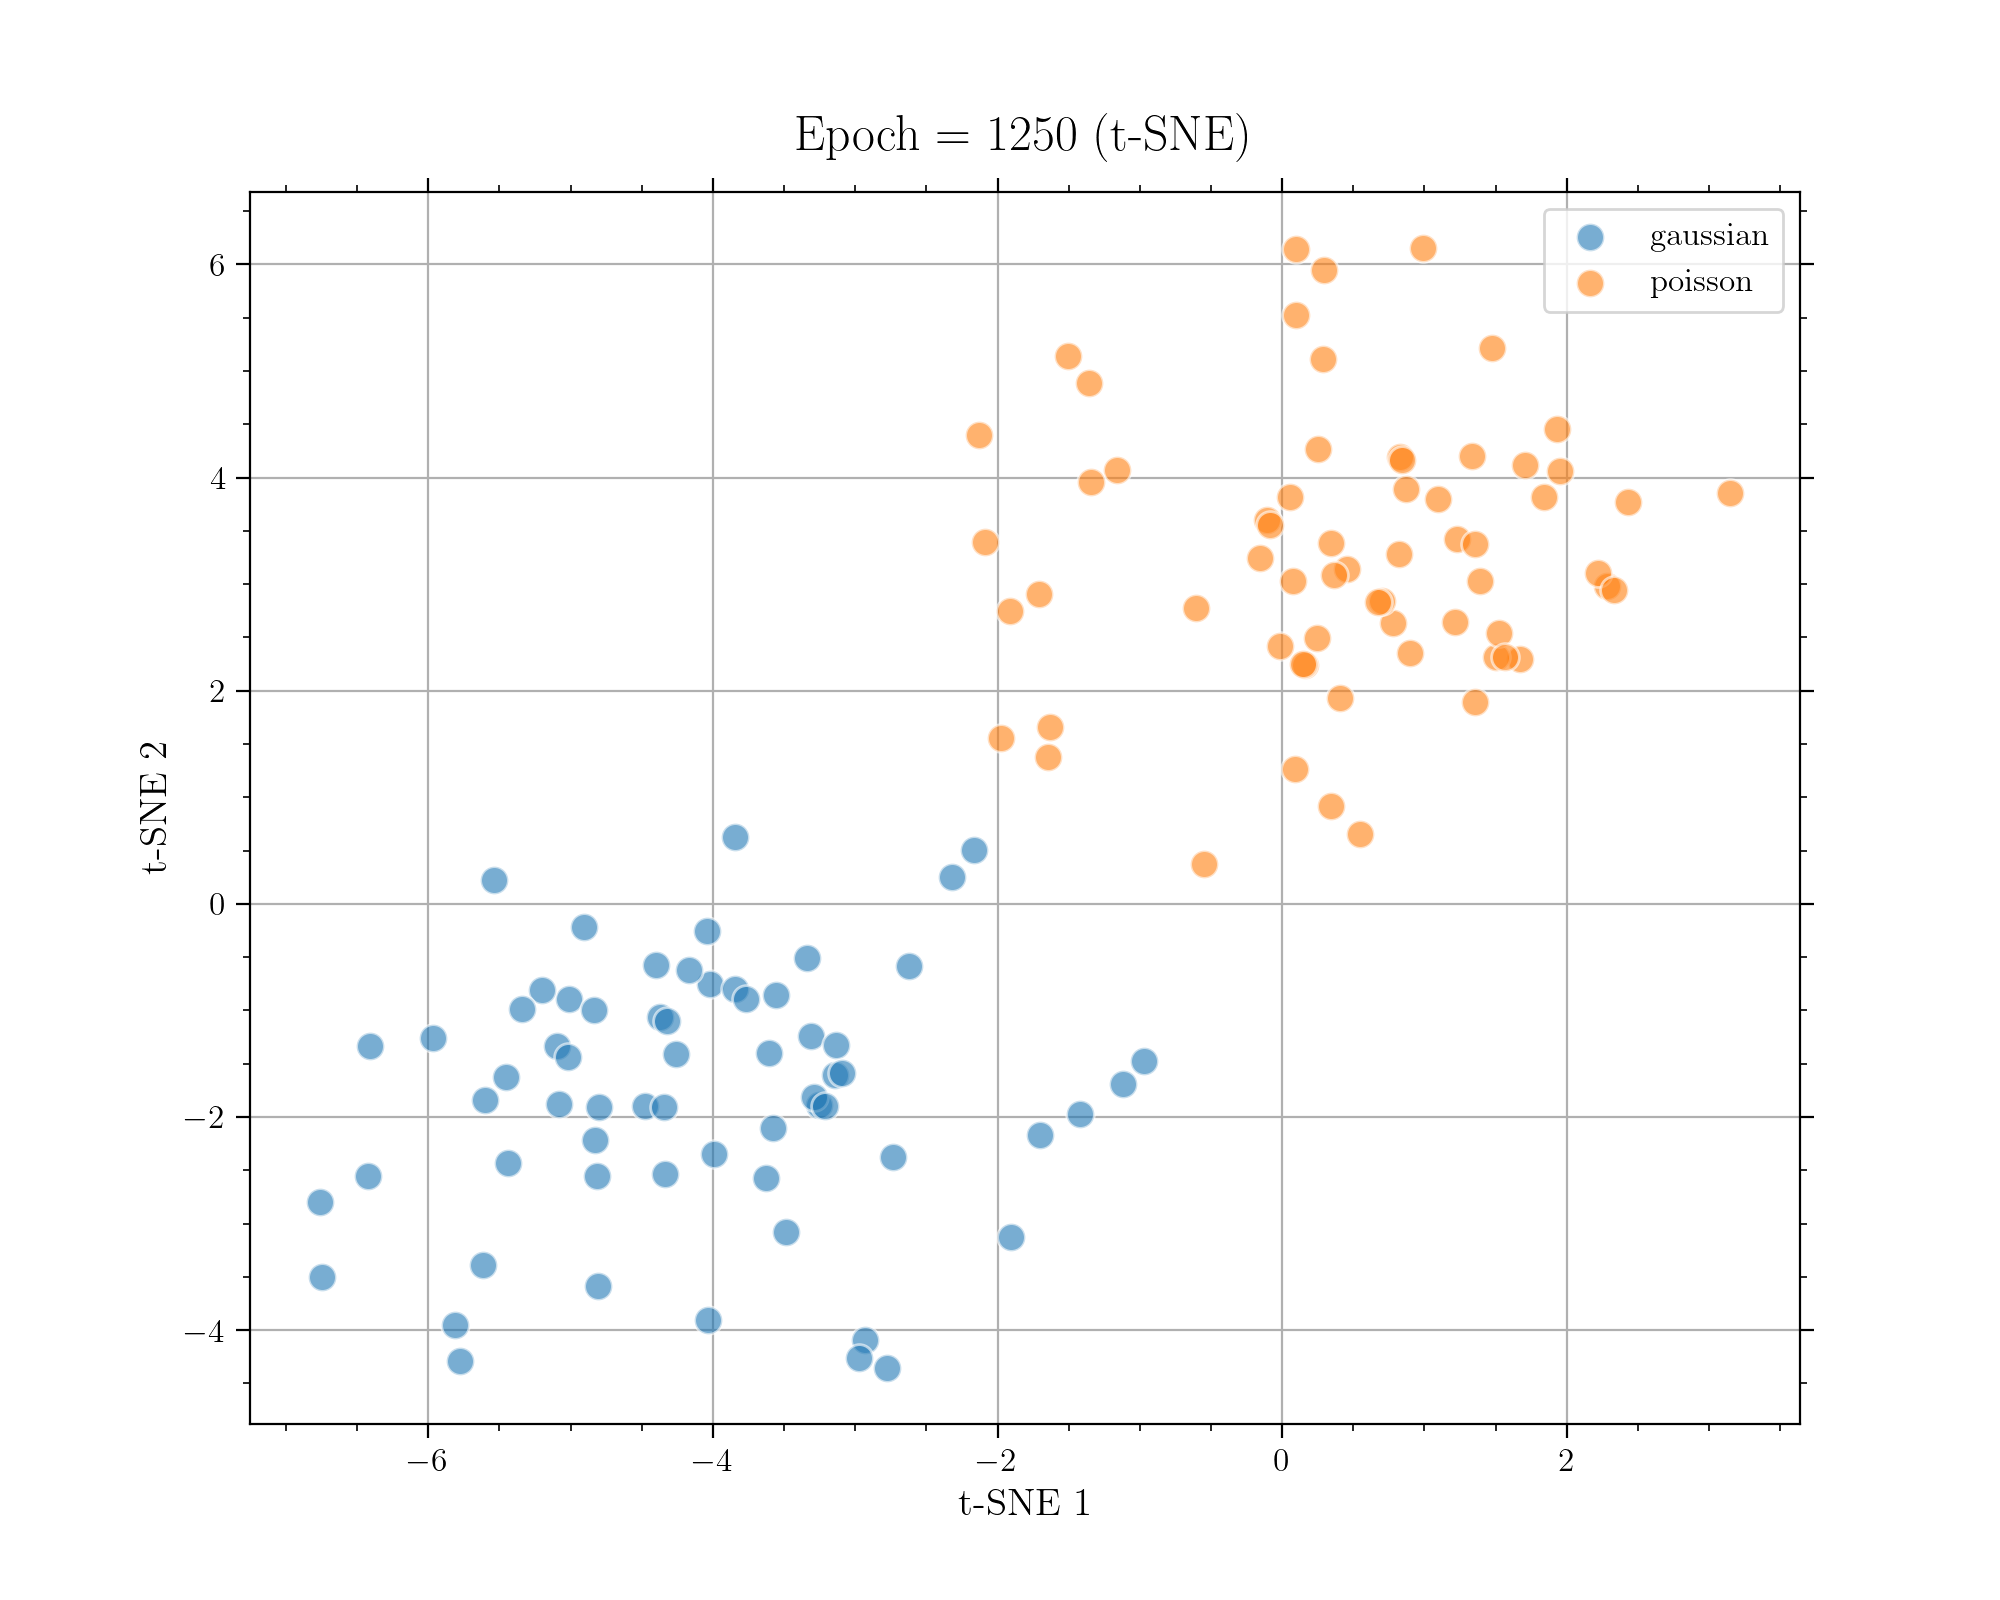 Epoch = 1250 (t-SNE)
gaussian
poisson
6
4
2
0
−2
−4
t-SNE 2
−6
−4
−2
0
2
t-SNE 1